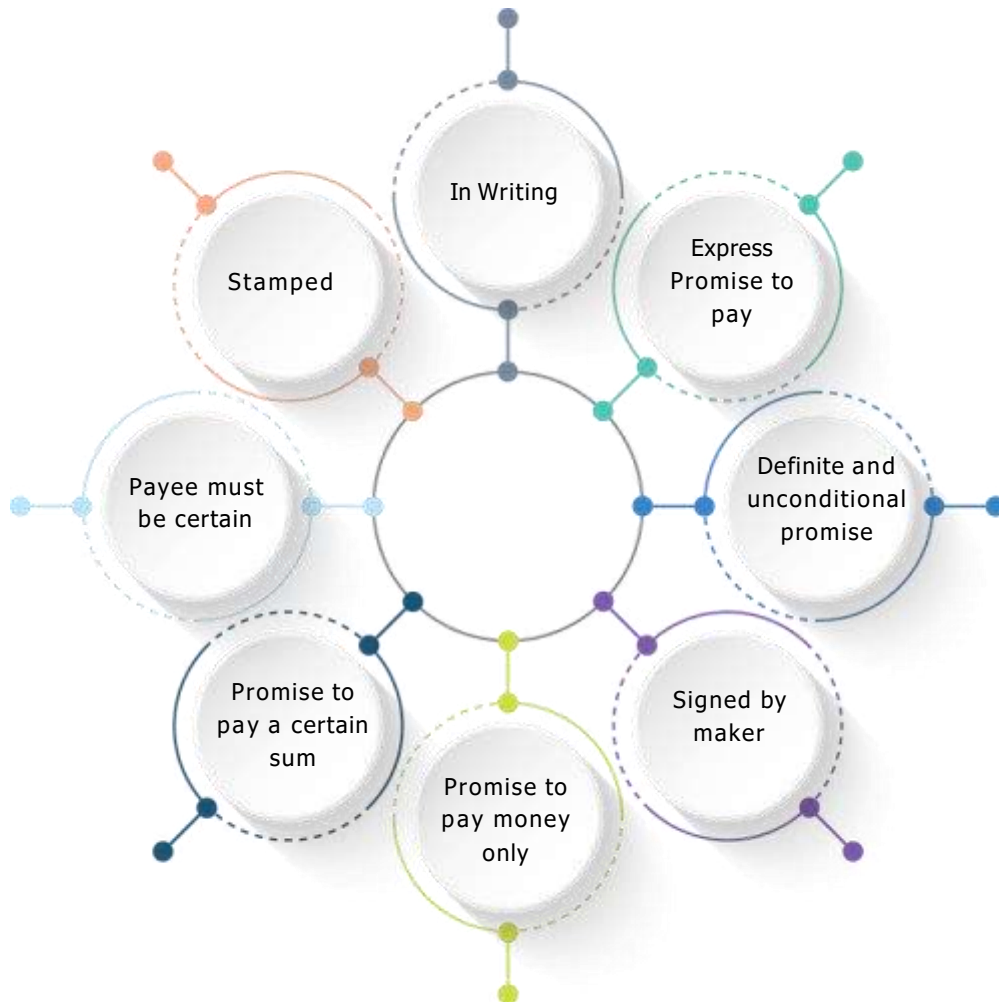 In Writing
Express
Promise to
pay
Definite and
unconditional
promise
Signed by
maker
Promise to
pay money
only
Promise to
pay a certain
sum
Payee must
be certain
Stamped